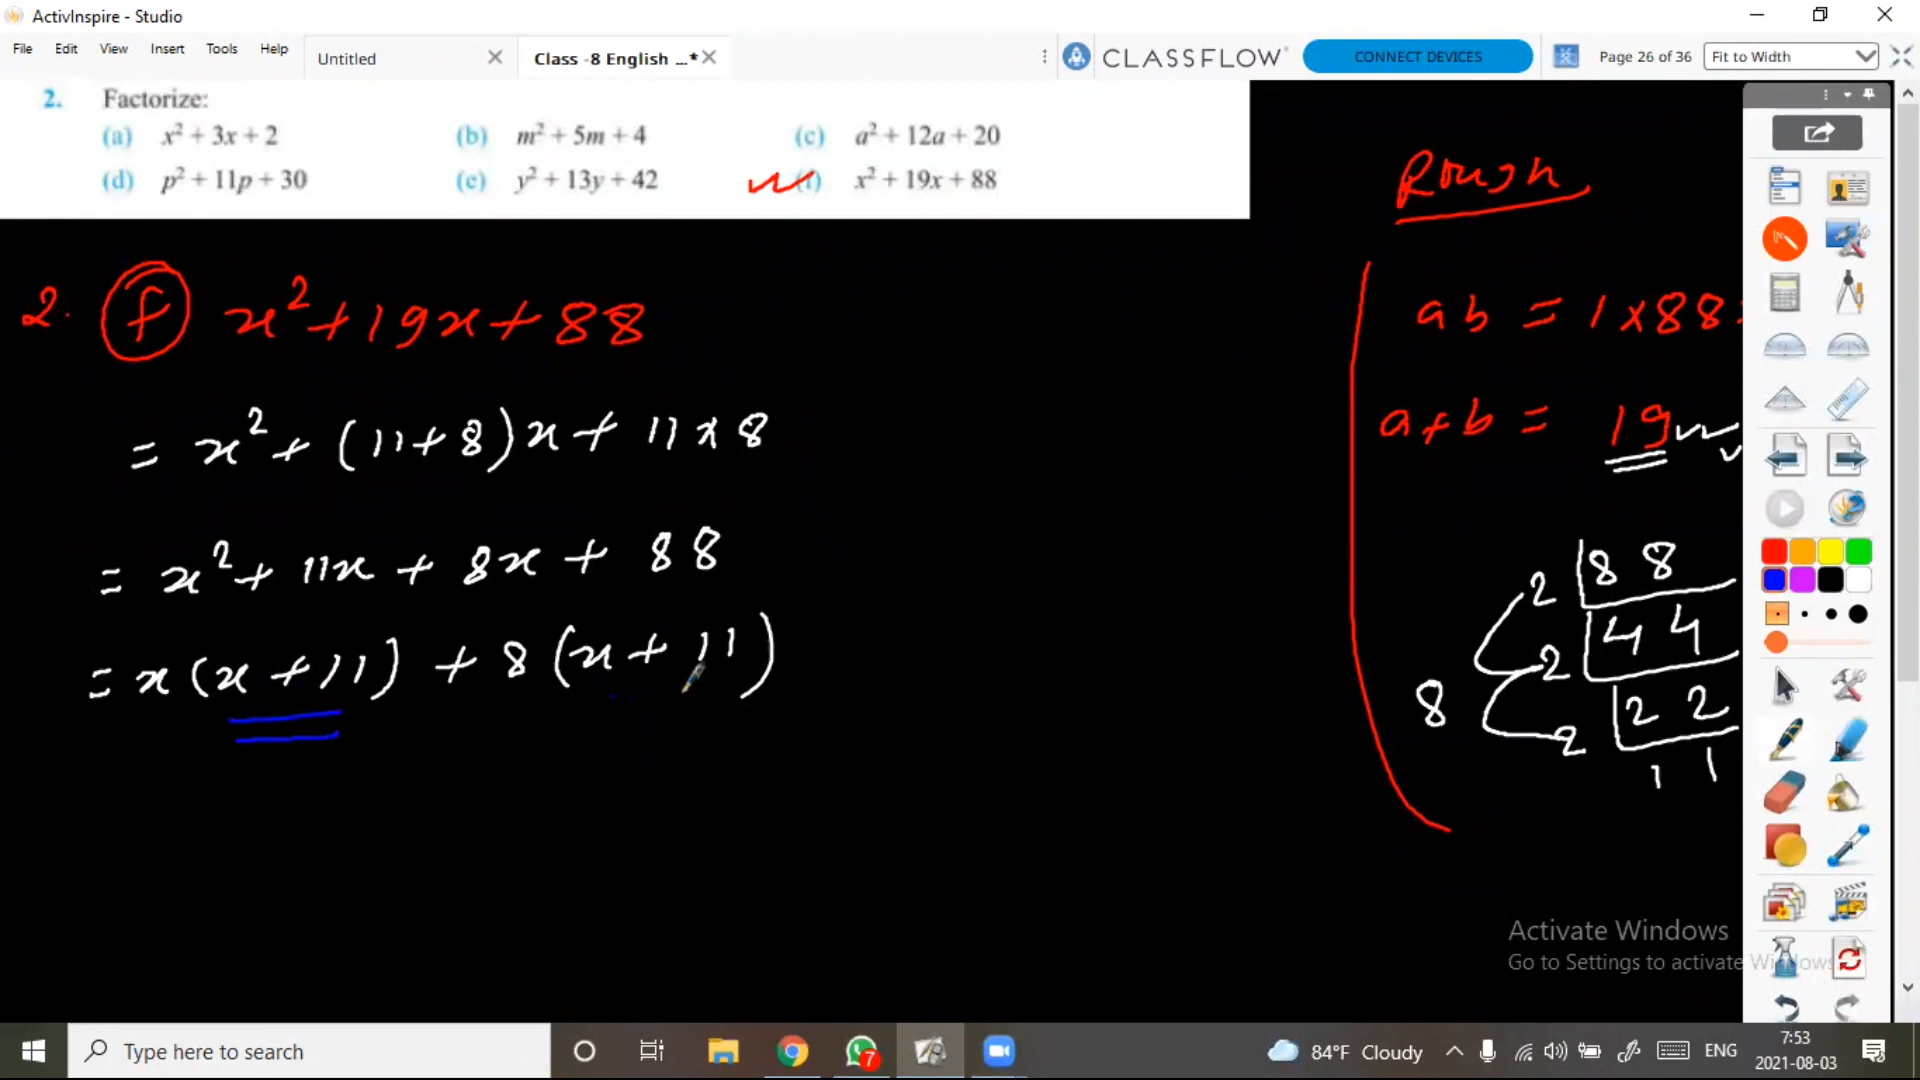 ActivInspire - Studio
File Edit View Insert Tools Help
Untitled
Class -8 English ...*
CLASSFLOW
CONNECT DEVICES
Page 26 of 36
Fit to Width
2. Factorize:
(a) x² + 3x + 2 (b) m² + 5m + 4 (c) a² + 12a + 20
(d) p² + 11p + 30 (e) y² + 13y + 42 (f) x² + 19x + 88
2. f x² + 19x + 88
= x² + (11+8)x + 11 x 8
= x² + 11x + 8x + 88
= x(x+11) + 8(x+11)
Rough
ab = 1x88
a+b = 19
2 88
2 44
2 22
11
8
Activate Windows
Go to Settings to activate Windows.
Type here to search
7
84°F Cloudy
ENG
7:53
2021-08-03